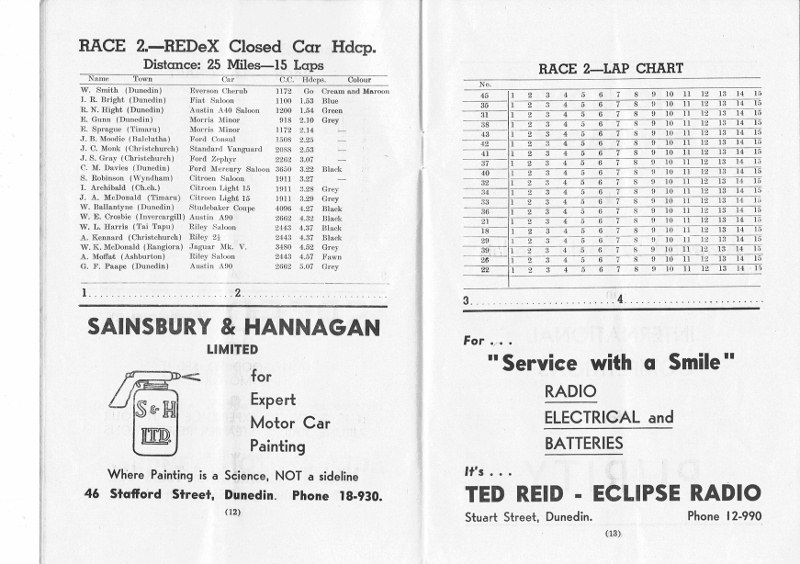 RACE 2.—REDeX Closed Car Hdcp.
Distance: 25 Miles—15 Laps
Name Town Car C.C. Hdcps. Colour
W. Smith (Dunedin) Everson Cherub 1172 Go Cream and Maroon
I. R. Bright (Dunedin) Fiat Saloon 1100 1.53 Blue
R. N. Hight (Dunedin) Austin A40 Saloon 1200 1.54 Green
E. Gunn (Dunedin) Morris Minor 918 2.10 Grey
E. Sprague (Timaru) Morris Minor 1172 2.14 —
J. B. Moodie (Balclutha) Ford Consul 1508 2.25 —
J. C. Monk (Christchurch) Standard Vanguard 2088 2.53 —
J. S. Gray (Christchurch) Ford Zephyr 2262 3.07 —
C. M. Davies (Dunedin) Ford Mercury Saloon 3650 3.22 Black
S. Robinson (Wyndham) Citroen Saloon 1911 3.27 —
I. Archibald (Ch.ch.) Citroen Light 15 1911 3.28 Grey
J. A. McDonald (Timaru) Citroen Light 15 1911 3.29 Grey
W. Ballantyne (Dunedin) Studebaker Coupe 4096 4.27 Grey
W. E. Crosbie (Invercargill) Austin A90 2662 4.32 Black
W. L. Harris (Tai Tapu) Riley Saloon 2443 4.37 Black
A. Kennard (Christchurch) Riley 2½ 2443 4.37 Black
W. K. McDonald (Rangiora) Jaguar Mk. V. 3480 4.52 Grey
A. Moffat (Ashburton) Riley Saloon 2443 4.57 Fawn
G. F. Paape (Dunedin) Austin A90 2662 5.07 Grey
1 2
SAINSBURY & HANNAGAN
LIMITED
S & H
LTD.
for
Expert
Motor Car
Painting
Where Painting is a Science, NOT a sideline
46 Stafford Street, Dunedin. Phone 18-930.
(12)
RACE 2—LAP CHART
No.
45 1 2 3 4 5 6 7 8 9 10 11 12 13 14 15
35 1 2 3 4 5 6 7 8 9 10 11 12 13 14 15
31 1 2 3 4 5 6 7 8 9 10 11 12 13 14 15
38 1 2 3 4 5 6 7 8 9 10 11 12 13 14 15
43 1 2 3 4 5 6 7 8 9 10 11 12 13 14 15
42 1 2 3 4 5 6 7 8 9 10 11 12 13 14 15
41 1 2 3 4 5 6 7 8 9 10 11 12 13 14 15
37 1 2 3 4 5 6 7 8 9 10 11 12 13 14 15
40 1 2 3 4 5 6 7 8 9 10 11 12 13 14 15
32 1 2 3 4 5 6 7 8 9 10 11 12 13 14 15
34 1 2 3 4 5 6 7 8 9 10 11 12 13 14 15
33 1 2 3 4 5 6 7 8 9 10 11 12 13 14 15
36 1 2 3 4 5 6 7 8 9 10 11 12 13 14 15
21 1 2 3 4 5 6 7 8 9 10 11 12 13 14 15
18 1 2 3 4 5 6 7 8 9 10 11 12 13 14 15
29 1 2 3 4 5 6 7 8 9 10 11 12 13 14 15
39 1 2 3 4 5 6 7 8 9 10 11 12 13 14 15
26 1 2 3 4 5 6 7 8 9 10 11 12 13 14 15
22 1 2 3 4 5 6 7 8 9 10 11 12 13 14 15
3 4
For . . .
"Service with a Smile"
RADIO
ELECTRICAL and
BATTERIES
It's . . .
TED REID - ECLIPSE RADIO
Stuart Street, Dunedin. Phone 12-990
(13)